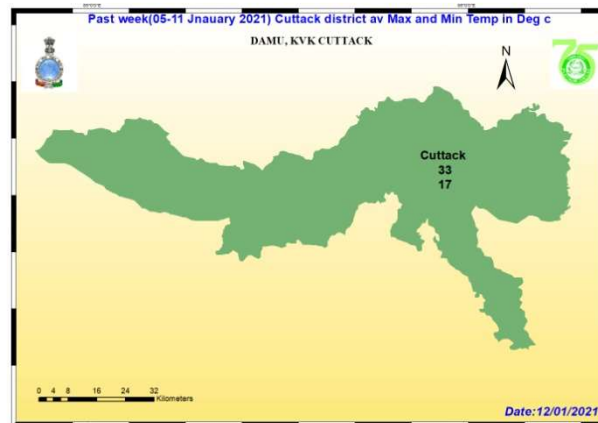 Past week(05-11 Jnauary 2021) Cuttack district av Max and Min Temp in Deg c
DAMU, KVK CUTTACK
N
75
Cuttack
33
17
0 4 8 16 24 32
Kilometers
Date:12/01/2021